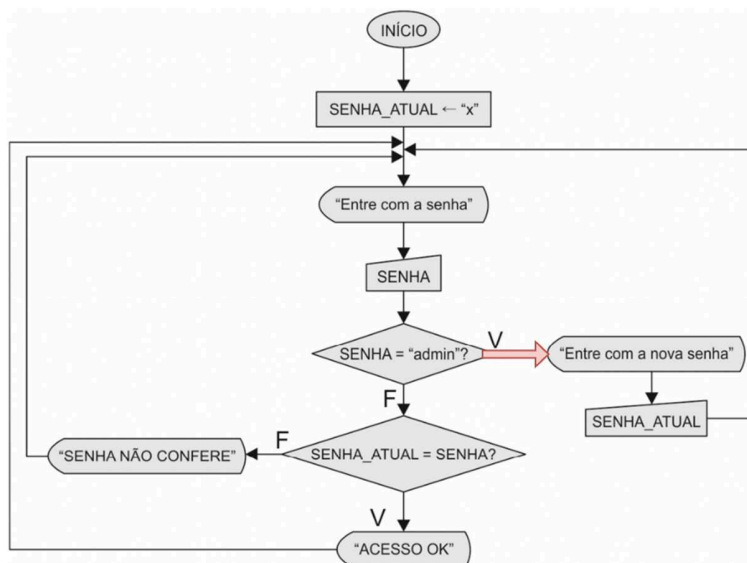 INÍCIO
SENHA_ATUAL ← “x”
“Entre com a senha”
SENHA
SENHA = “admin”?
V
“Entre com a nova senha”
SENHA_ATUAL
F
SENHA_ATUAL = SENHA?
F
“SENHA NÃO CONFERE”
V
“ACESSO OK”